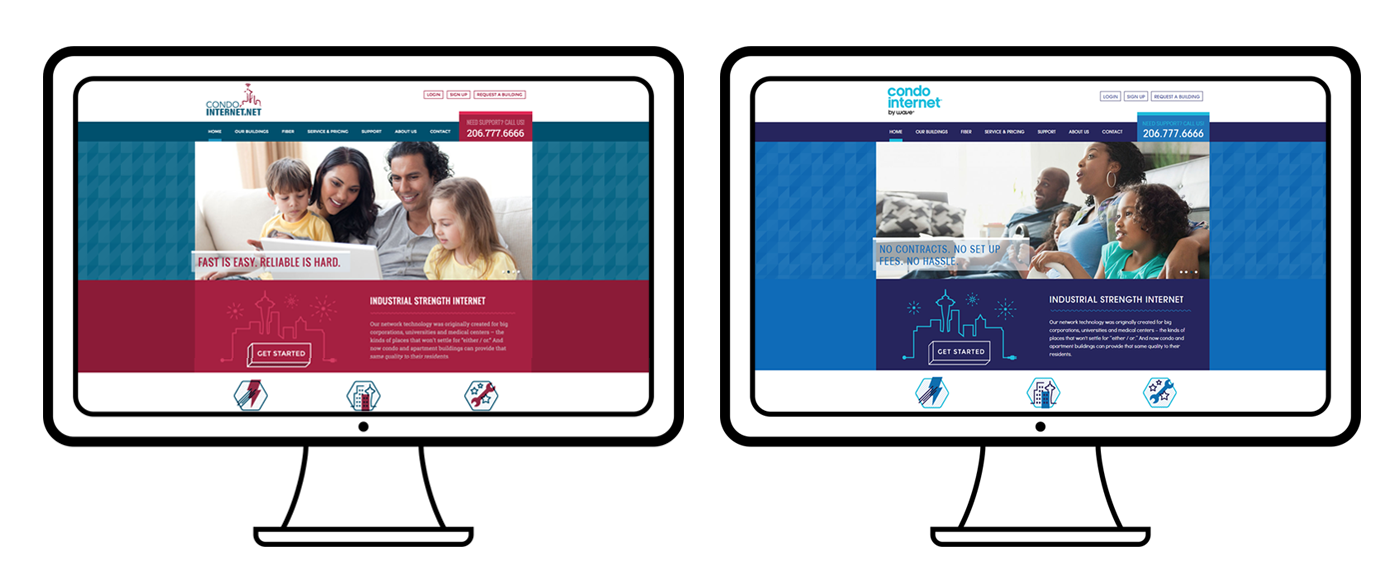 CONDO
INTERNET.NET
LOGIN
SIGN UP
REQUEST A BUILDING
NEED SUPPORT? CALL US!
206.777.6666
HOME
OUR BUILDINGS
FIBER
SERVICE & PRICING
SUPPORT
ABOUT US
CONTACT
FAST IS EASY. RELIABLE IS HARD.
GET STARTED
INDUSTRIAL STRENGTH INTERNET
Our network technology was originally created for big
corporations, universities and medical centers – the
kinds of places that won't settle for "either / or." And
now condo and apartment buildings can provide that
same quality to their residents
condo
internet
by wave
LOGIN
SIGN UP
REQUEST A BUILDING
NEED SUPPORT? CALL US!
206.777.6666
HOME
OUR BUILDINGS
FIBER
SERVICE & PRICING
SUPPORT
ABOUT US
CONTACT
NO CONTRACTS. NO SET UP
FEES. NO HASSLE.
GET STARTED
INDUSTRIAL STRENGTH INTERNET
Our network technology was originally created for big
corporations, universities and medical centers – the kinds of
places that won't settle for "either / or." And now condo and
apartment buildings can provide that same quality to their
residents.